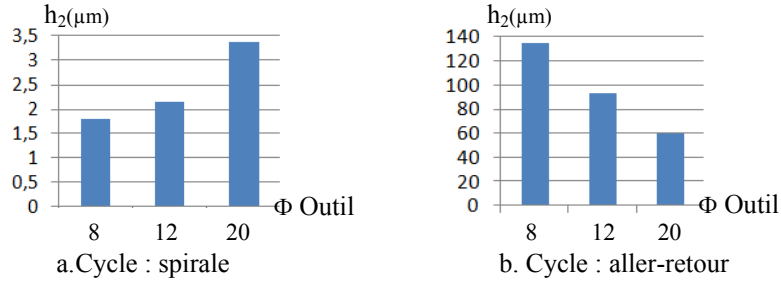 h₂(µm)
3,5
3
2,5
2
1,5
1
0,5
0
8 12 20
Φ Outil
a.Cycle : spirale
h₂(µm)
140
120
100
80
60
40
20
0
8 12 20
Φ Outil
b. Cycle : aller-retour